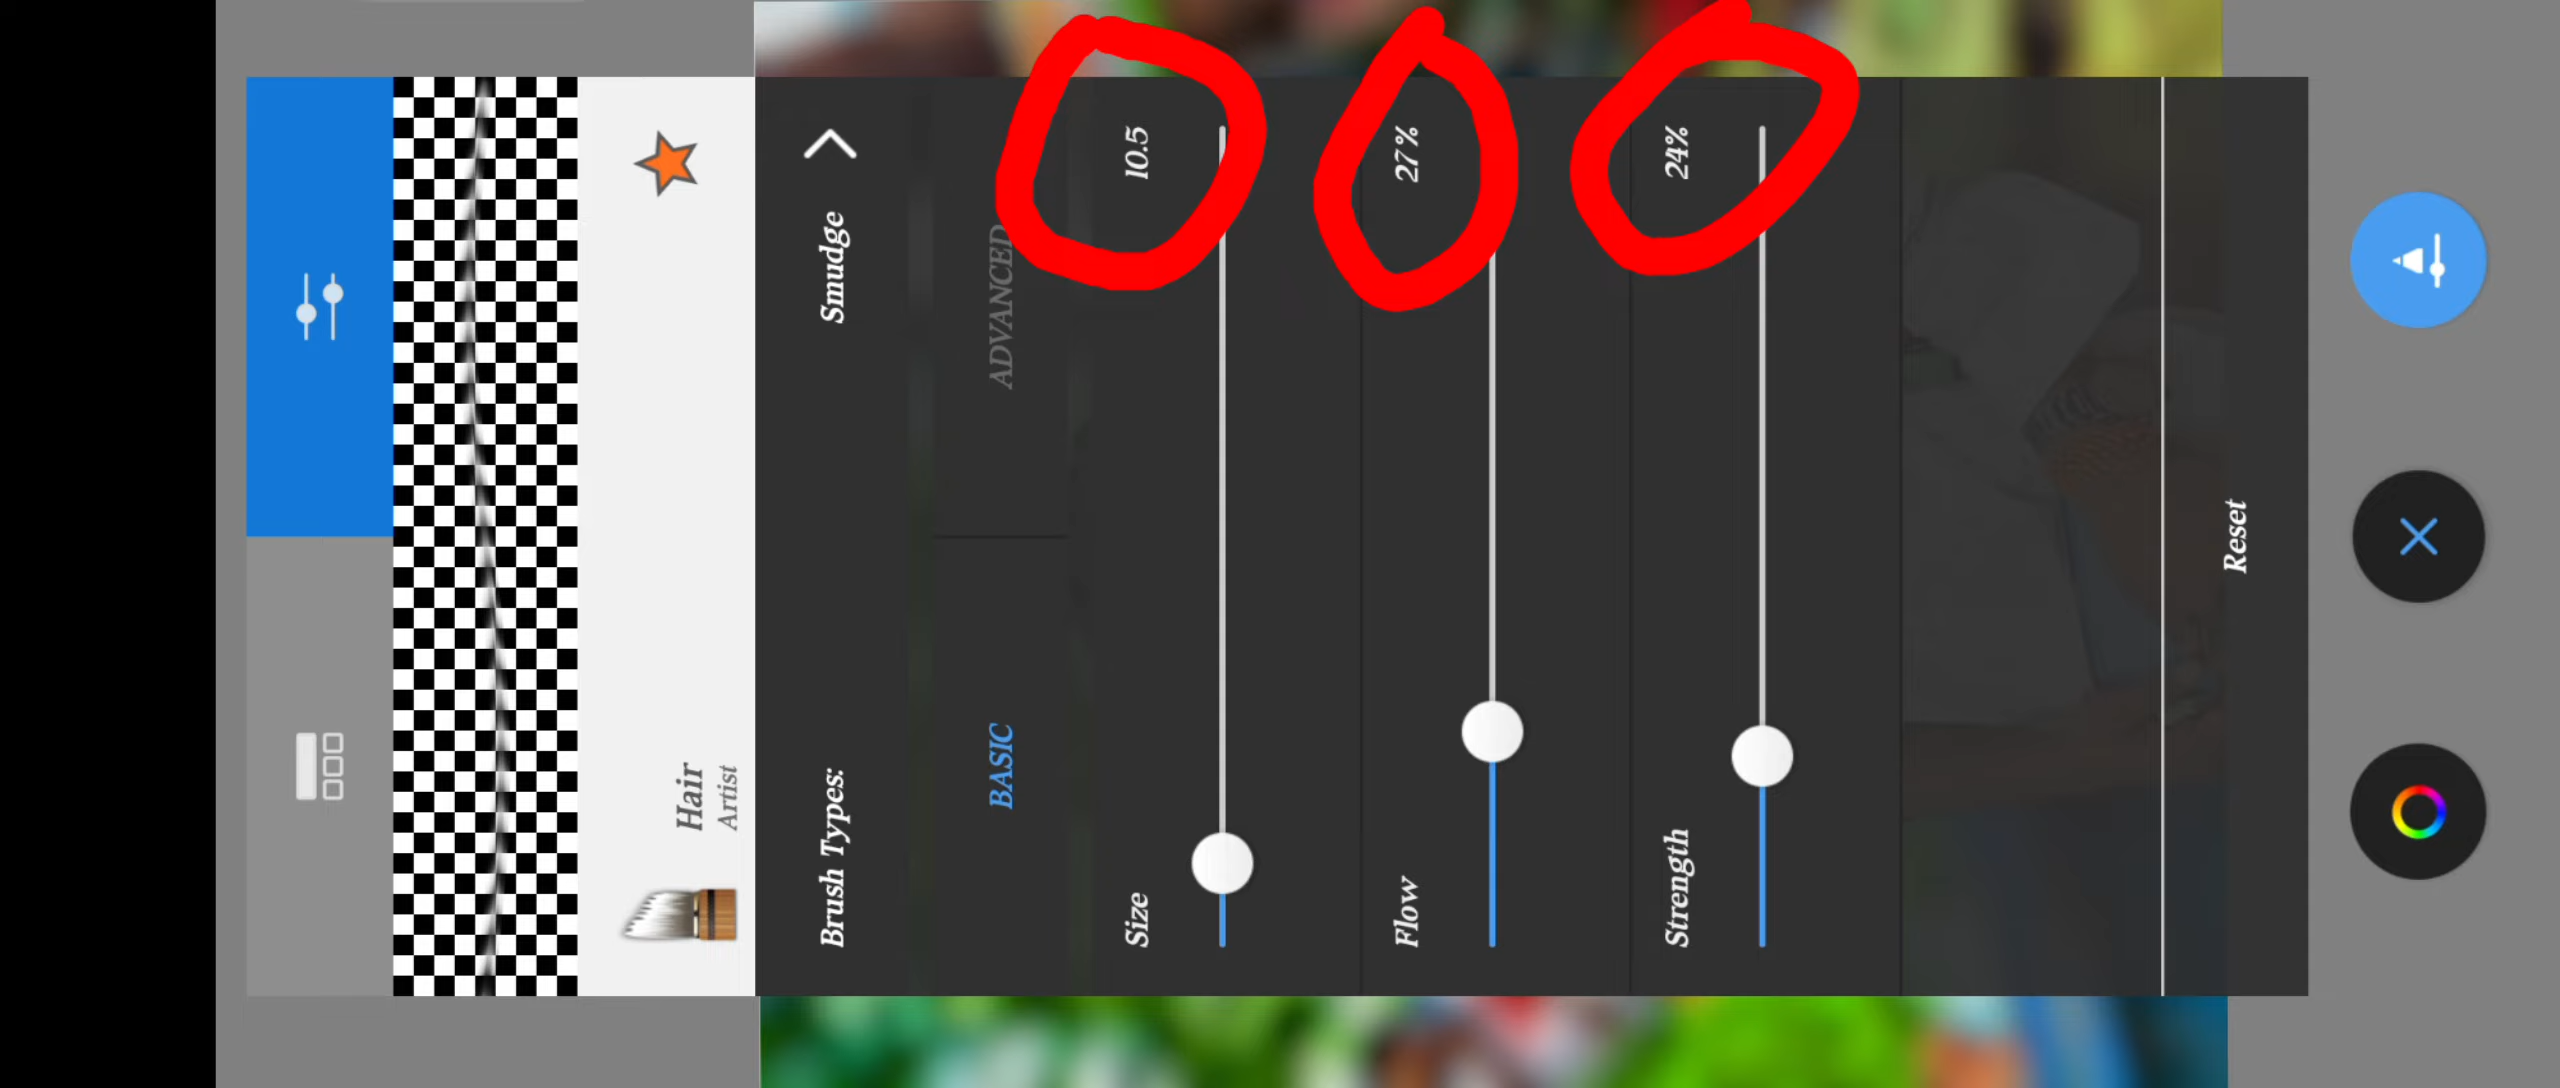 Hair
Artist
Brush Types: Smudge
BASIC ADVANCED
Size 10.5
Flow 27%
Strength 24%
Reset